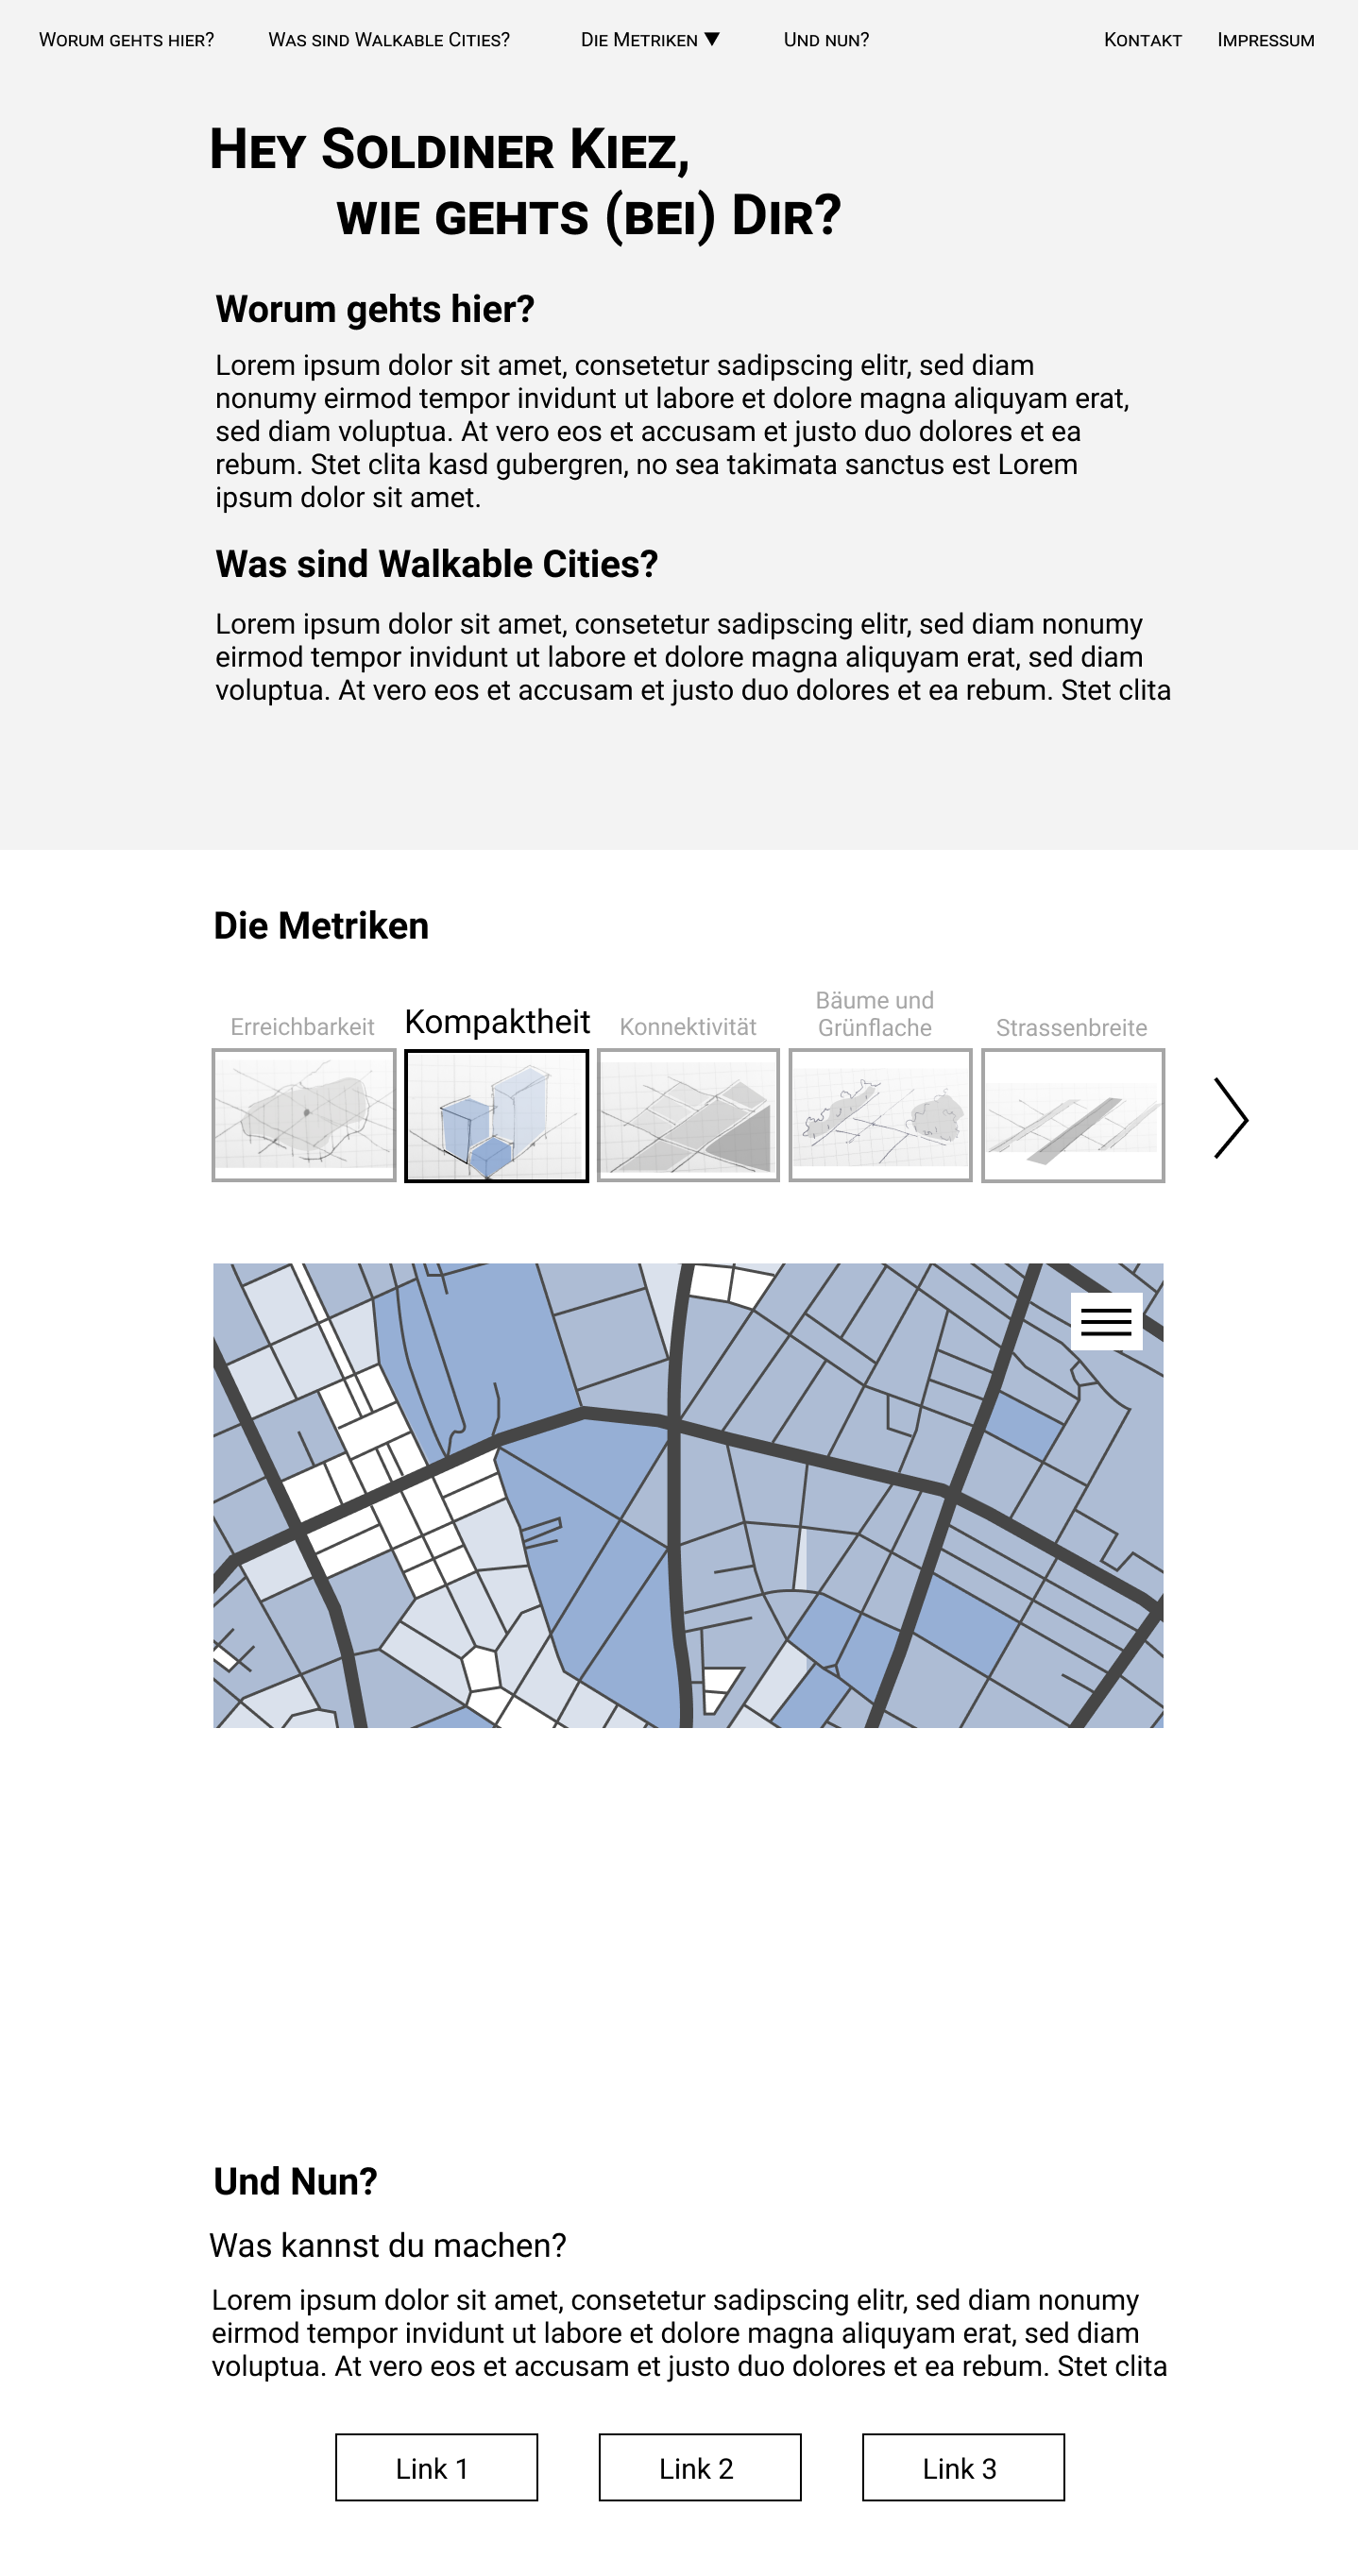 Worum gehts hier?
Was sind Walkable Cities?
Die Metriken ▼
Und nun?
Kontakt
Impressum
Hey Soldiner Kiez,
wie gehts (bei) Dir?
Worum gehts hier?
Lorem ipsum dolor sit amet, consetetur sadipscing elitr, sed diam
nonumy eirmod tempor invidunt ut labore et dolore magna aliquyam erat,
sed diam voluptua. At vero eos et accusam et justo duo dolores et ea
rebum. Stet clita kasd gubergren, no sea takimata sanctus est Lorem
ipsum dolor sit amet.
Was sind Walkable Cities?
Lorem ipsum dolor sit amet, consetetur sadipscing elitr, sed diam nonumy
eirmod tempor invidunt ut labore et dolore magna aliquyam erat, sed diam
voluptua. At vero eos et accusam et justo duo dolores et ea rebum. Stet clita
Die Metriken
Erreichbarkeit
Kompaktheit
Konnektivität
Bäume und
Grünflache
Strassenbreite
Und Nun?
Was kannst du machen?
Lorem ipsum dolor sit amet, consetetur sadipscing elitr, sed diam nonumy
eirmod tempor invidunt ut labore et dolore magna aliquyam erat, sed diam
voluptua. At vero eos et accusam et justo duo dolores et ea rebum. Stet clita
Link 1
Link 2
Link 3